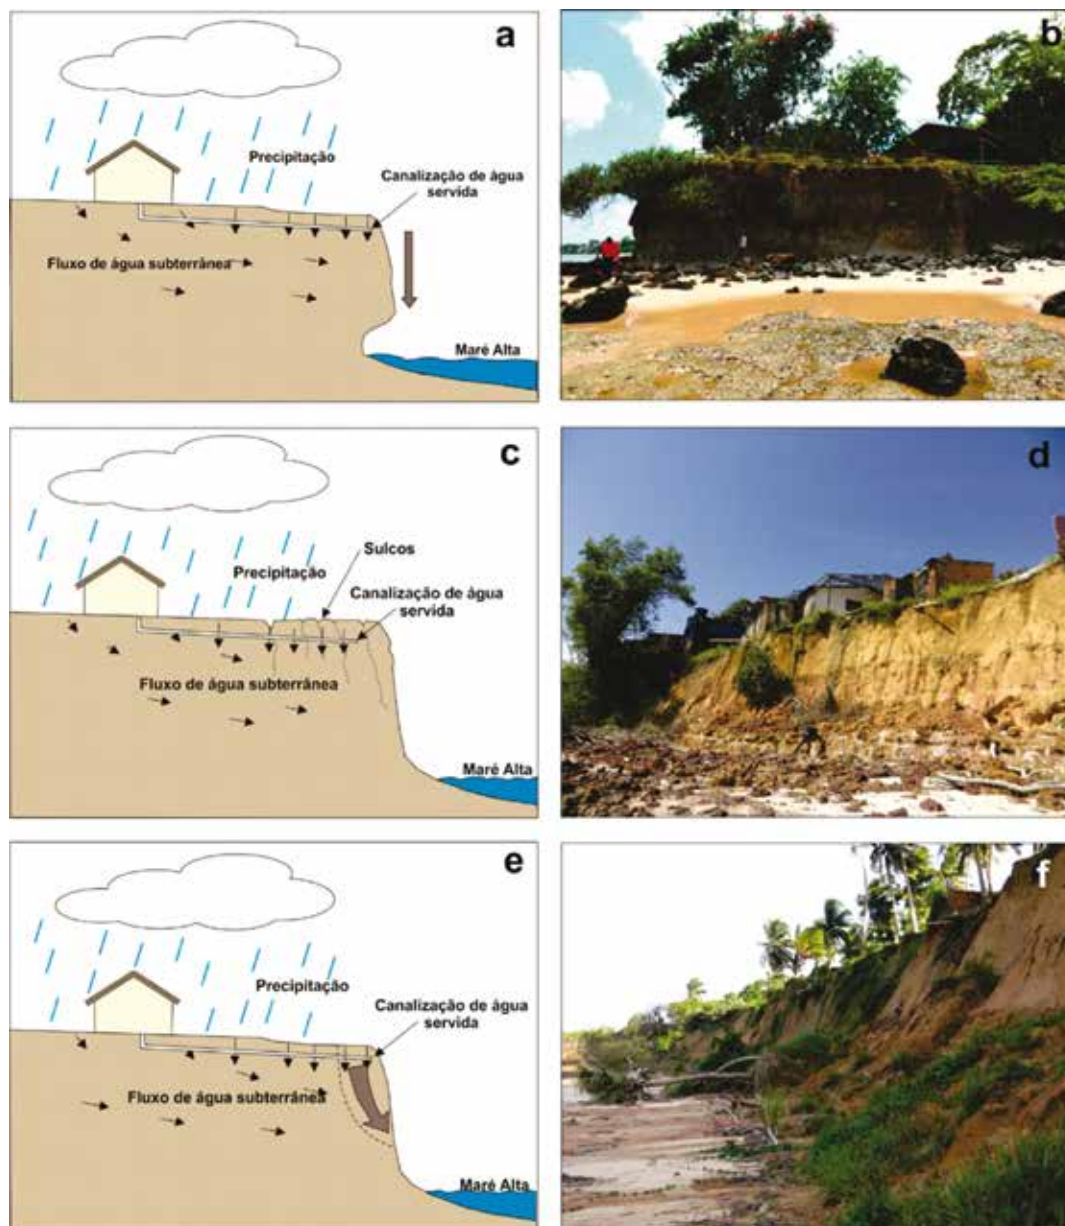 a
Precipitação
Canalização de água
servida
Fluxo de água subterrânea
Maré Alta
b
c
Sulcos
Precipitação
Canalização de água
servida
Fluxo de água subterrânea
Maré Alta
d
e
Precipitação
Canalização de água
servida
Fluxo de água subterrânea
Maré Alta
f